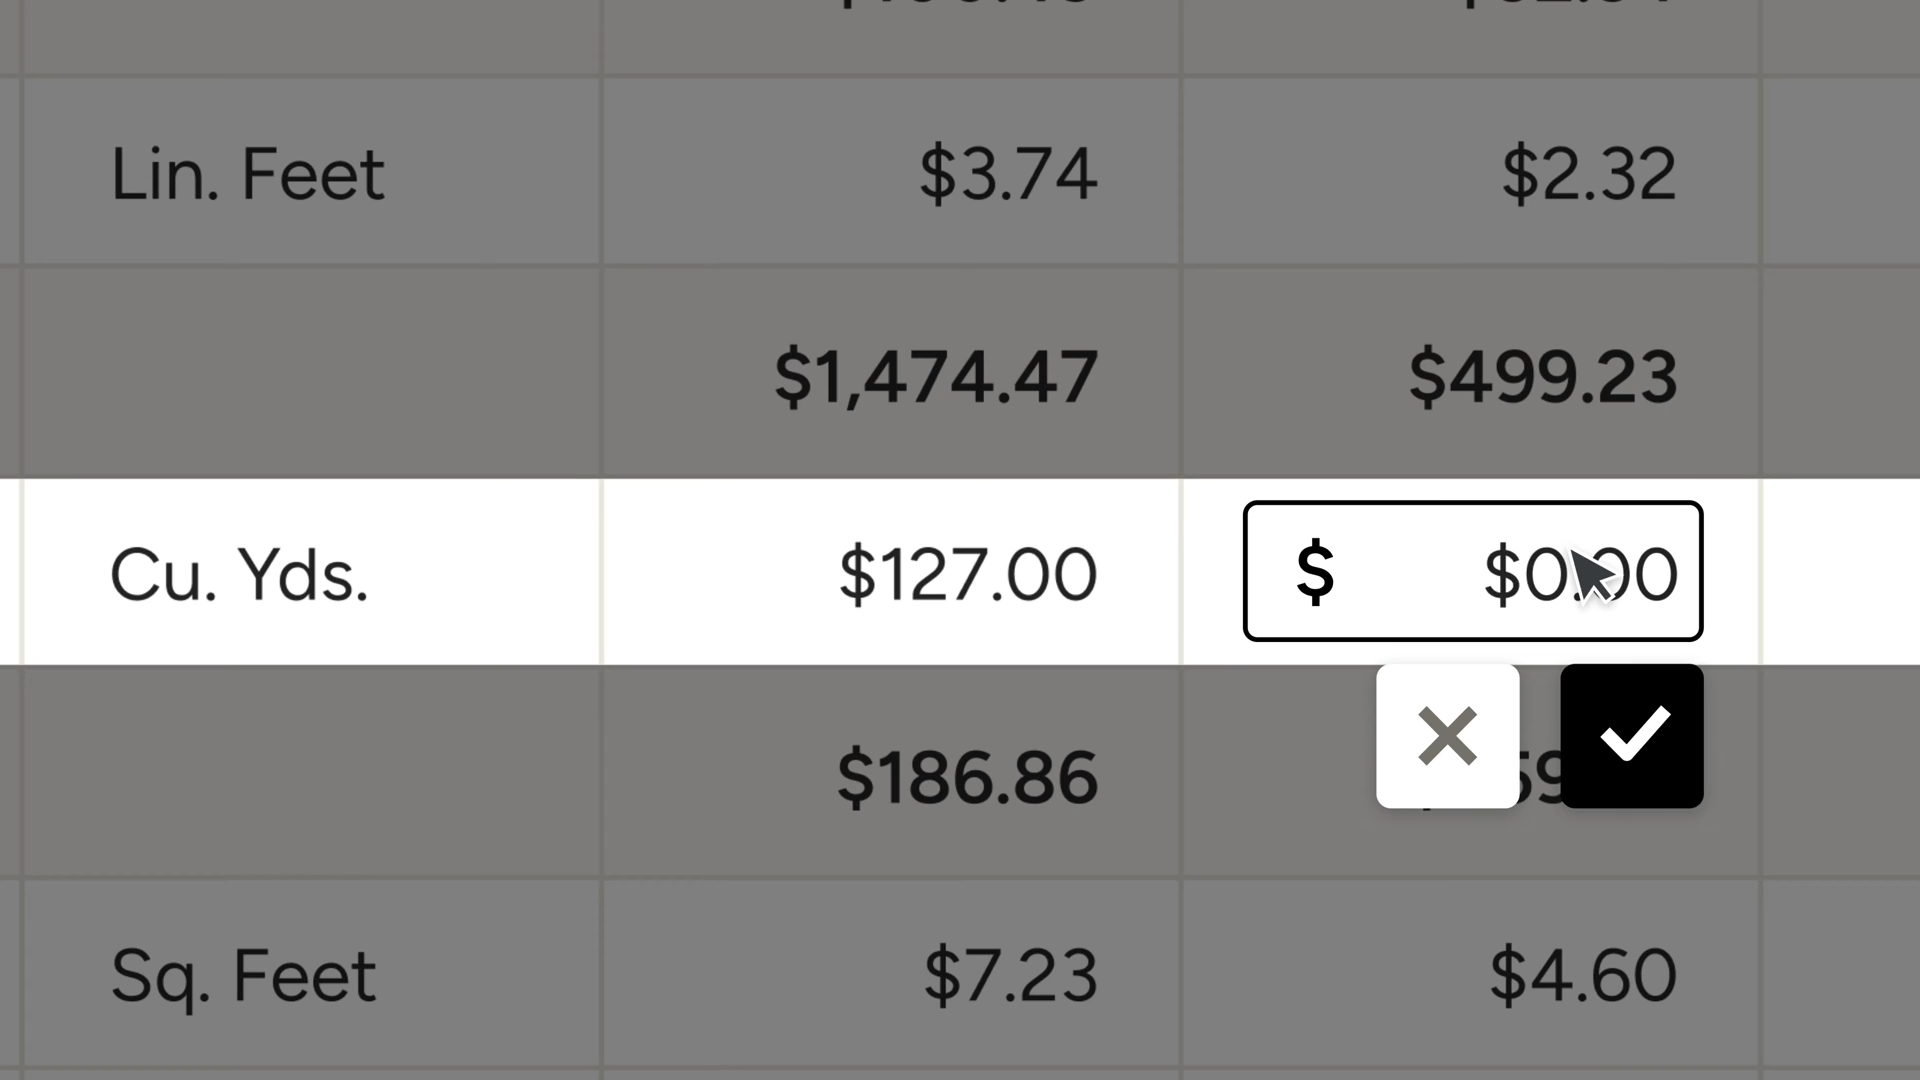 Lin. Feet $3.74 $2.32
$1,474.47 $499.23
Cu. Yds. $127.00 $ $0.00
$186.86
Sq. Feet $7.23 $4.60